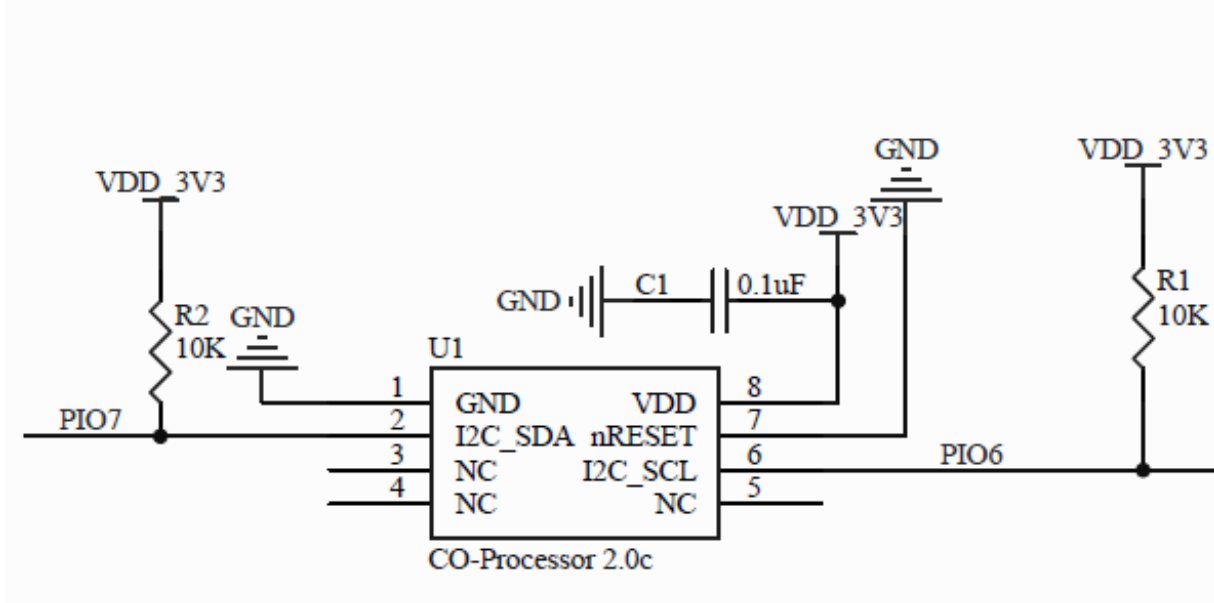 GND
VDD_3V3
VDD_3V3
VDD_3V3
C1
0.1uF
GND
R1
10K
R2
10K
GND
U1
1
8
GND
VDD
2
7
PIO7
I2C_SDA
nRESET
3
6
NC
I2C_SCL
PIO6
4
5
NC
NC
CO-Processor 2.0c